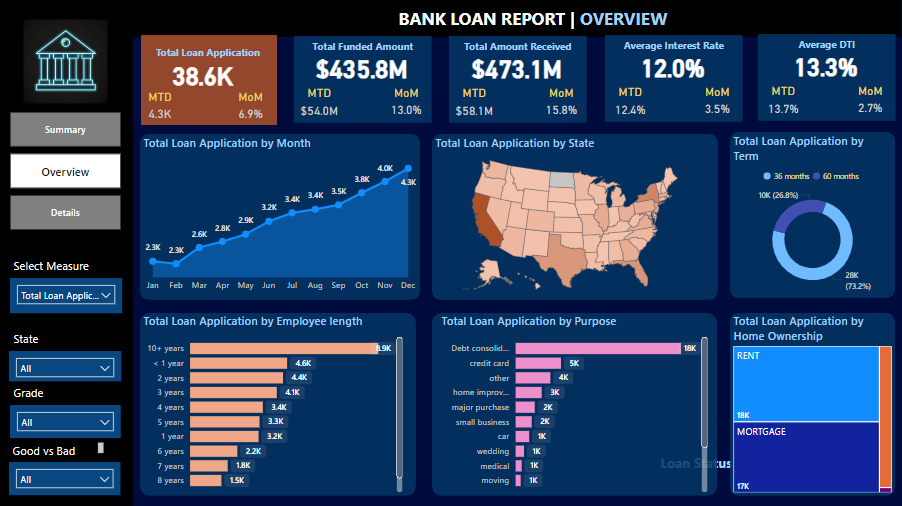 BANK LOAN REPORT | OVERVIEW
Total Loan Application
38.6K
MTD MoM
4.3K 6.9%
Total Funded Amount
$435.8M
MTD MoM
$54.0M 13.0%
Total Amount Received
$473.1M
MTD MoM
$58.1M 15.8%
Average Interest Rate
12.0%
MTD MoM
12.4% 3.5%
Average DTI
13.3%
MTD MoM
13.7% 2.7%
Summary
Overview
Details
Select Measure
Total Loan Applic...
State
All
Grade
All
Good vs Bad
All
Total Loan Application by Month
2.3K 2.3K 2.6K 2.8K 2.9K 3.2K 3.4K 3.4K 3.5K 3.8K 4.0K 4.3K
Jan Feb Mar Apr May Jun Jul Aug Sep Oct Nov Dec
Total Loan Application by State
Total Loan Application by
Term
36 months 60 months
10K (26.8%)
28K
(73.2%)
Total Loan Application by Employee length
10+ years 8.9K
< 1 year 4.6K
2 years 4.4K
3 years 4.1K
4 years 3.4K
5 years 3.3K
1 year 3.2K
6 years 2.2K
7 years 1.8K
8 years 1.5K
Total Loan Application by Purpose
Debt consolid... 18K
credit card 5K
other 4K
home improv... 3K
major purchase 2K
small business 2K
car 1K
wedding 1K
medical 1K
moving 1K
Loan Status
Total Loan Application by
Home Ownership
RENT
18K
MORTGAGE
17K